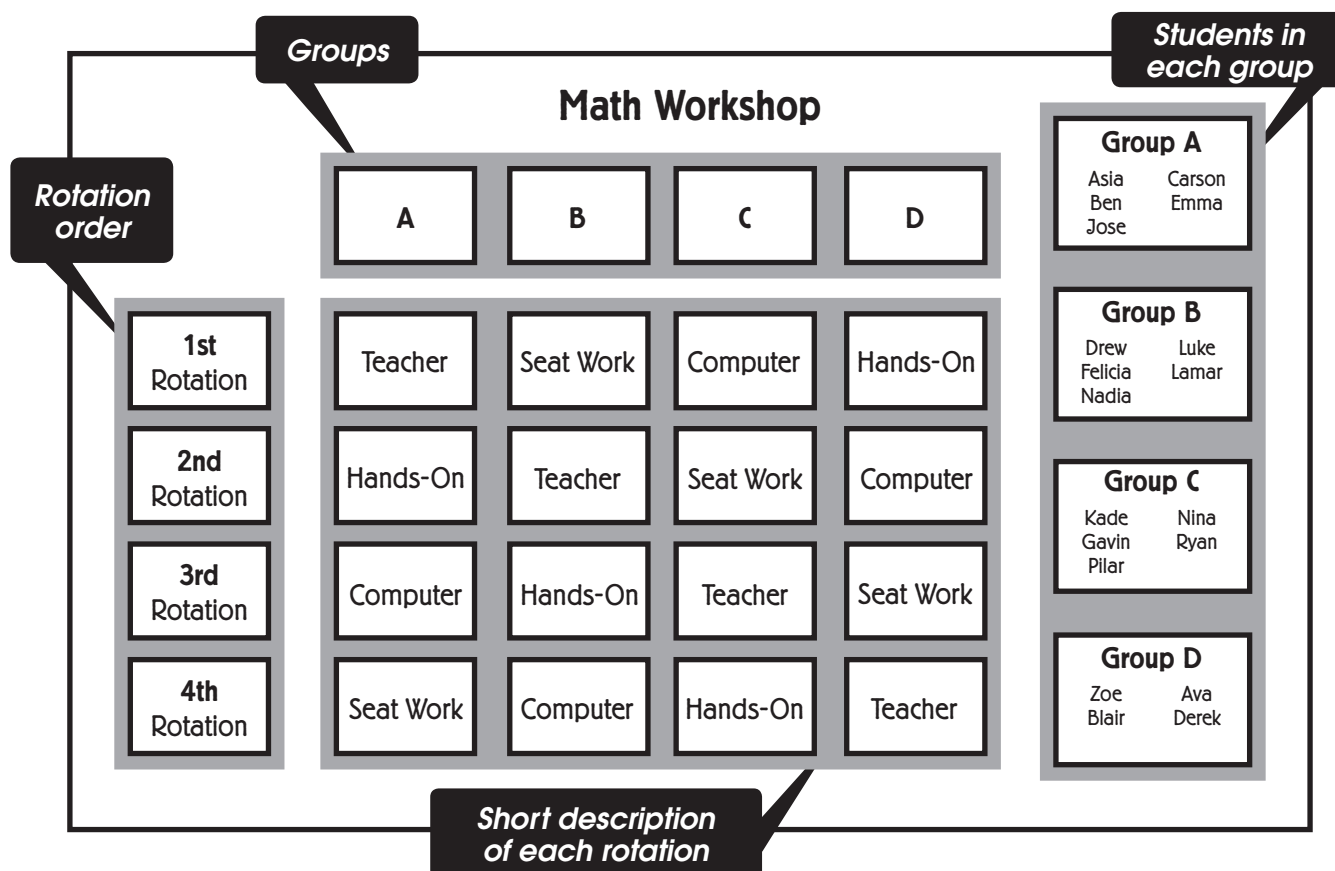 Groups
Students in
each group
Math Workshop
Rotation
order
A B C D
1st
Rotation
Teacher Seat Work Computer Hands-On
2nd
Rotation
Hands-On Teacher Seat Work Computer
3rd
Rotation
Computer Hands-On Teacher Seat Work
4th
Rotation
Seat Work Computer Hands-On Teacher
Group A
Asia Carson
Ben Emma
Jose
Group B
Drew Luke
Felicia Lamar
Nadia
Group C
Kade Nina
Gavin Ryan
Pilar
Group D
Zoe Ava
Blair Derek
Short description
of each rotation